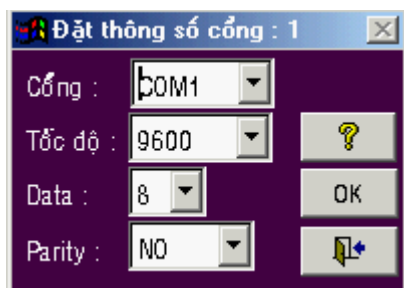 Đặt thông số cổng : 1
Cổng : COM1
Tốc độ : 9600
Data : 8 OK
Parity : NO